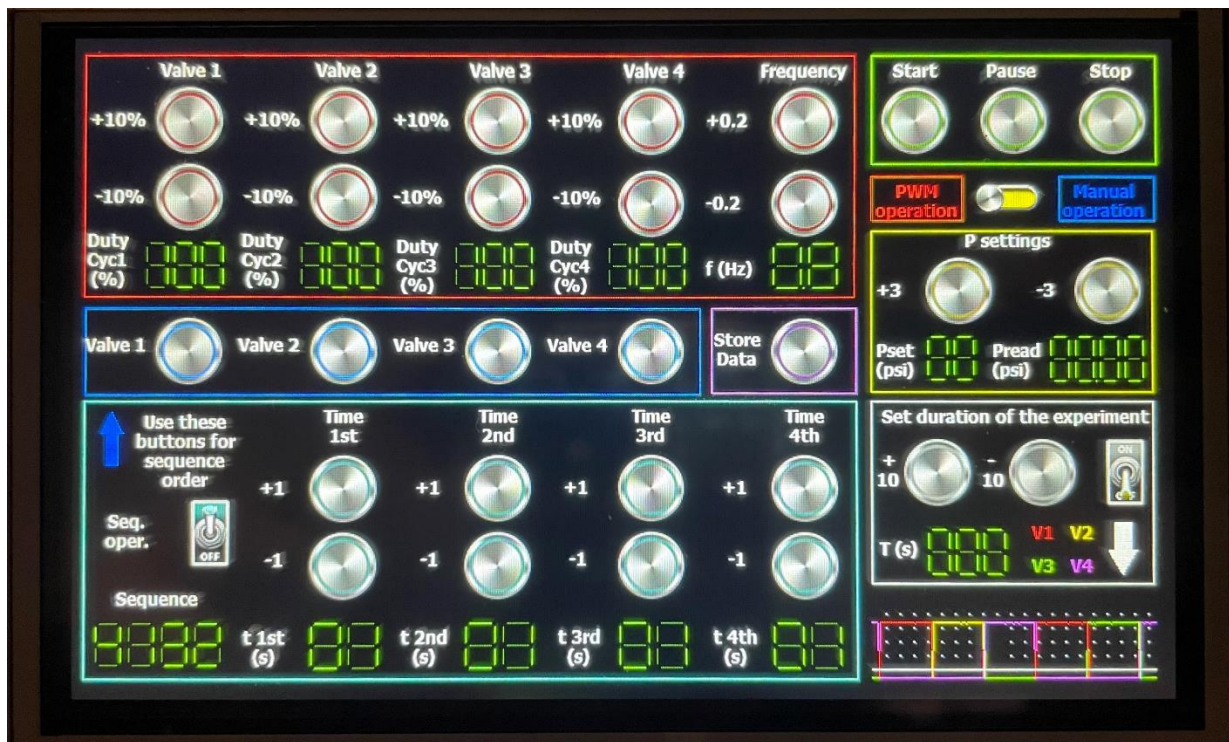 Valve 1 Valve 2 Valve 3 Valve 4 Frequency
+10% +10% +10% +10% +0.2
-10% -10% -10% -10% -0.2
Duty Cyc1 (%)
Duty Cyc2 (%)
Duty Cyc3 (%)
Duty Cyc4 (%)
f (Hz)
Start Pause Stop
PWM operation
Manual operation
P settings
+3 -3
Pset (psi) Pread (psi)
Valve 1 Valve 2 Valve 3 Valve 4
Store Data
Use these
buttons for
sequence
order
Seq.
oper.
OFF
Sequence
Time 1st
Time 2nd
Time 3rd
Time 4th
+1 +1 +1 +1
-1 -1 -1 -1
t 1st (s)
t 2nd (s)
t 3rd (s)
t 4th (s)
Set duration of the experiment
+ 10 - 10
ON
T (s)
V1 V2
V3 V4